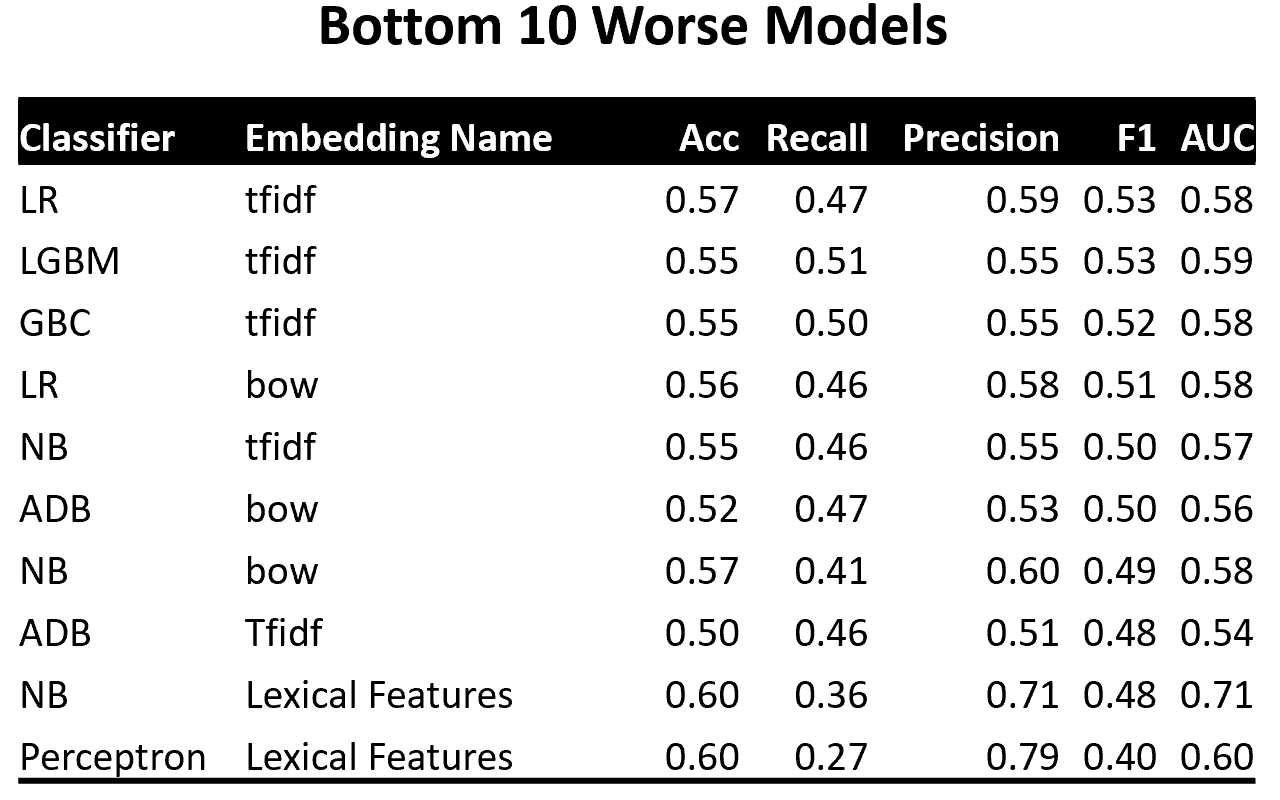 Bottom 10 Worse Models
Classifier Embedding Name Acc Recall Precision F1 AUC
LR tfidf 0.57 0.47 0.59 0.53 0.58
LGBM tfidf 0.55 0.51 0.55 0.53 0.59
GBC tfidf 0.55 0.50 0.55 0.52 0.58
LR bow 0.56 0.46 0.58 0.51 0.58
NB tfidf 0.55 0.46 0.55 0.50 0.57
ADB bow 0.52 0.47 0.53 0.50 0.56
NB bow 0.57 0.41 0.60 0.49 0.58
ADB Tfidf 0.50 0.46 0.51 0.48 0.54
NB Lexical Features 0.60 0.36 0.71 0.48 0.71
Perceptron Lexical Features 0.60 0.27 0.79 0.40 0.60